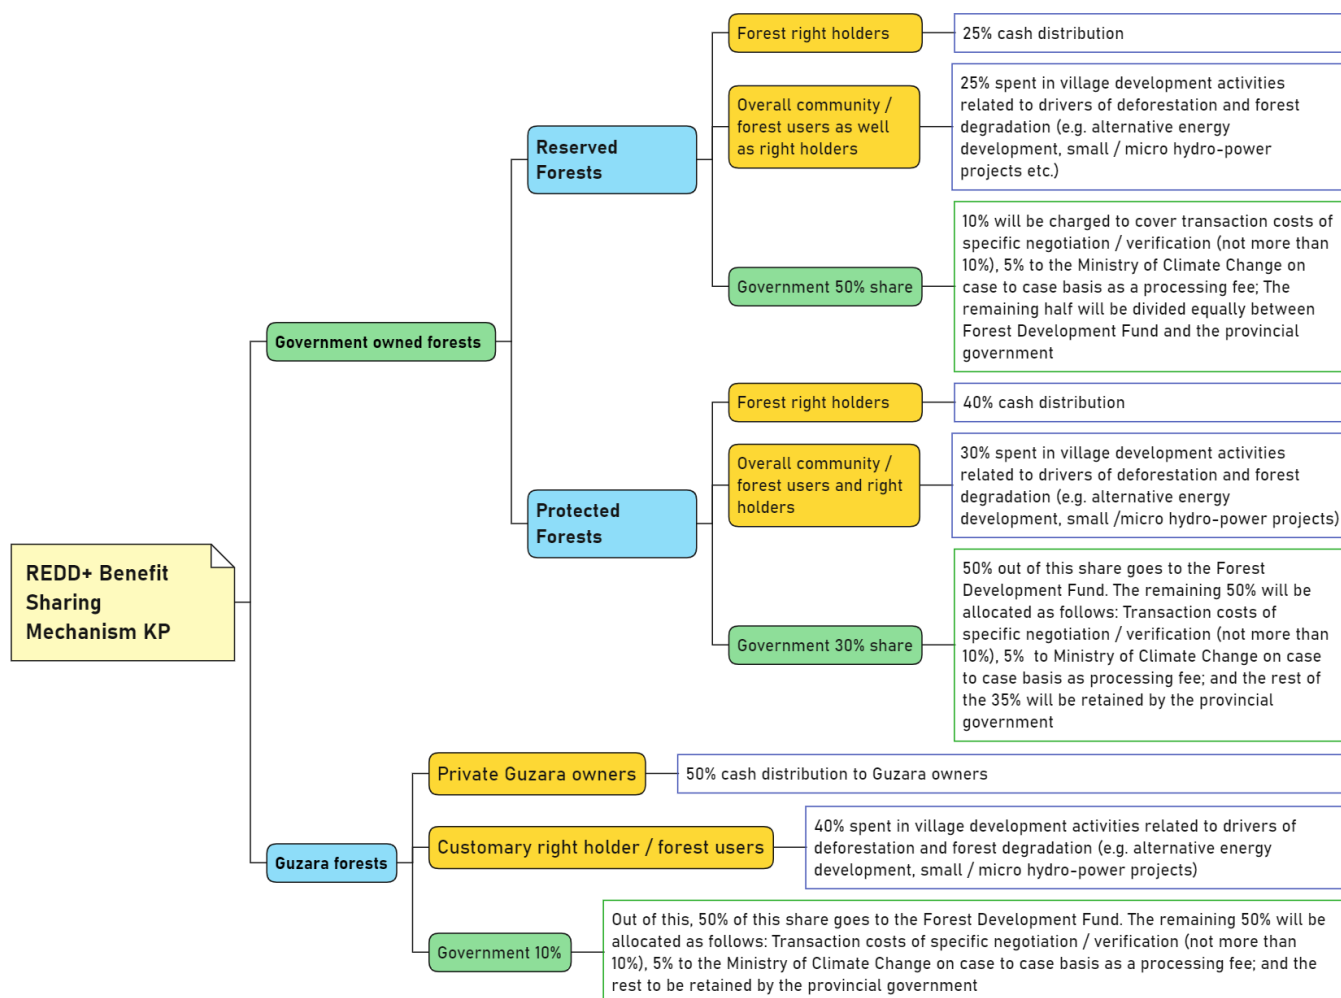 REDD+ Benefit
Sharing
Mechanism KP
Government owned forests
Reserved
Forests
Forest right holders
25% cash distribution
Overall community /
forest users as well
as right holders
25% spent in village development activities
related to drivers of deforestation and forest
degradation (e.g. alternative energy
development, small / micro hydro-power
projects etc.)
Government 50% share
10% will be charged to cover transaction costs of
specific negotiation / verification (not more than
10%), 5% to the Ministry of Climate Change on
case to case basis as a processing fee; The
remaining half will be divided equally between
Forest Development Fund and the provincial
government
Protected
Forests
Forest right holders
40% cash distribution
Overall community /
forest users and right
holders
30% spent in village development activities
related to drivers of deforestation and forest
degradation (e.g. alternative energy
development, small /micro hydro-power projects)
Government 30% share
50% out of this share goes to the Forest
Development Fund. The remaining 50% will be
allocated as follows: Transaction costs of
specific negotiation / verification (not more than
10%), 5%  to Ministry of Climate Change on case
to case basis as processing fee; and the rest of
the 35% will be retained by the provincial
government
Guzara forests
Private Guzara owners
50% cash distribution to Guzara owners
Customary right holder / forest users
40% spent in village development activities related to drivers of
deforestation and forest degradation (e.g. alternative energy
development, small / micro hydro-power projects)
Government 10%
Out of this, 50% of this share goes to the Forest Development Fund. The remaining 50% will be
allocated as follows: Transaction costs of specific negotiation / verification (not more than
10%), 5% to the Ministry of Climate Change on case to case basis as a processing fee; and the
rest to be retained by the provincial government